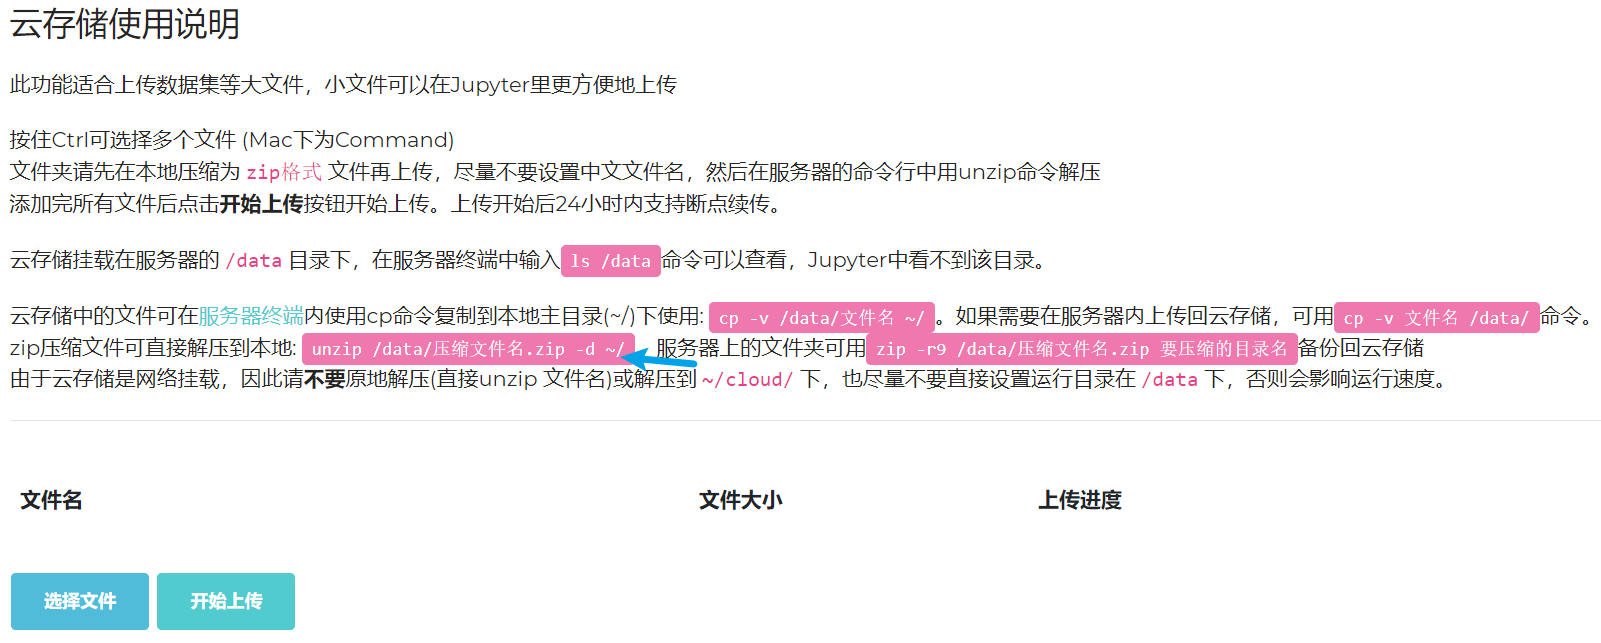 云存储使用说明
此功能适合上传数据集等大文件，小文件可以在Jupyter里更方便地上传
按住Ctrl可选择多个文件 (Mac下为Command)
文件夹请先在本地压缩为 zip格式 文件再上传，尽量不要设置中文文件名，然后在服务器的命令行中用unzip命令解压
添加完所有文件后点击开始上传按钮开始上传。上传开始后24小时内支持断点续传。
云存储挂载在服务器的 /data 目录下，在服务器终端中输入 ls /data 命令可以查看，Jupyter中看不到该目录。
云存储中的文件可在服务器终端内使用cp命令复制到本地主目录(~/)下使用: cp -v /data/文件名 ~/ 。如果需要在服务器内上传回云存储，可用 cp -v 文件名 /data/ 命令。
zip压缩文件可直接解压到本地: unzip /data/压缩文件名.zip -d ~/ 服务器上的文件夹可用 zip -r9 /data/压缩文件名.zip 要压缩的目录名 备份回云存储
由于云存储是网络挂载，因此请不要原地解压(直接unzip 文件名)或解压到 ~/cloud/ 下，也尽量不要直接设置运行目录在 /data 下，否则会影响运行速度。
文件名 文件大小 上传进度
选择文件 开始上传